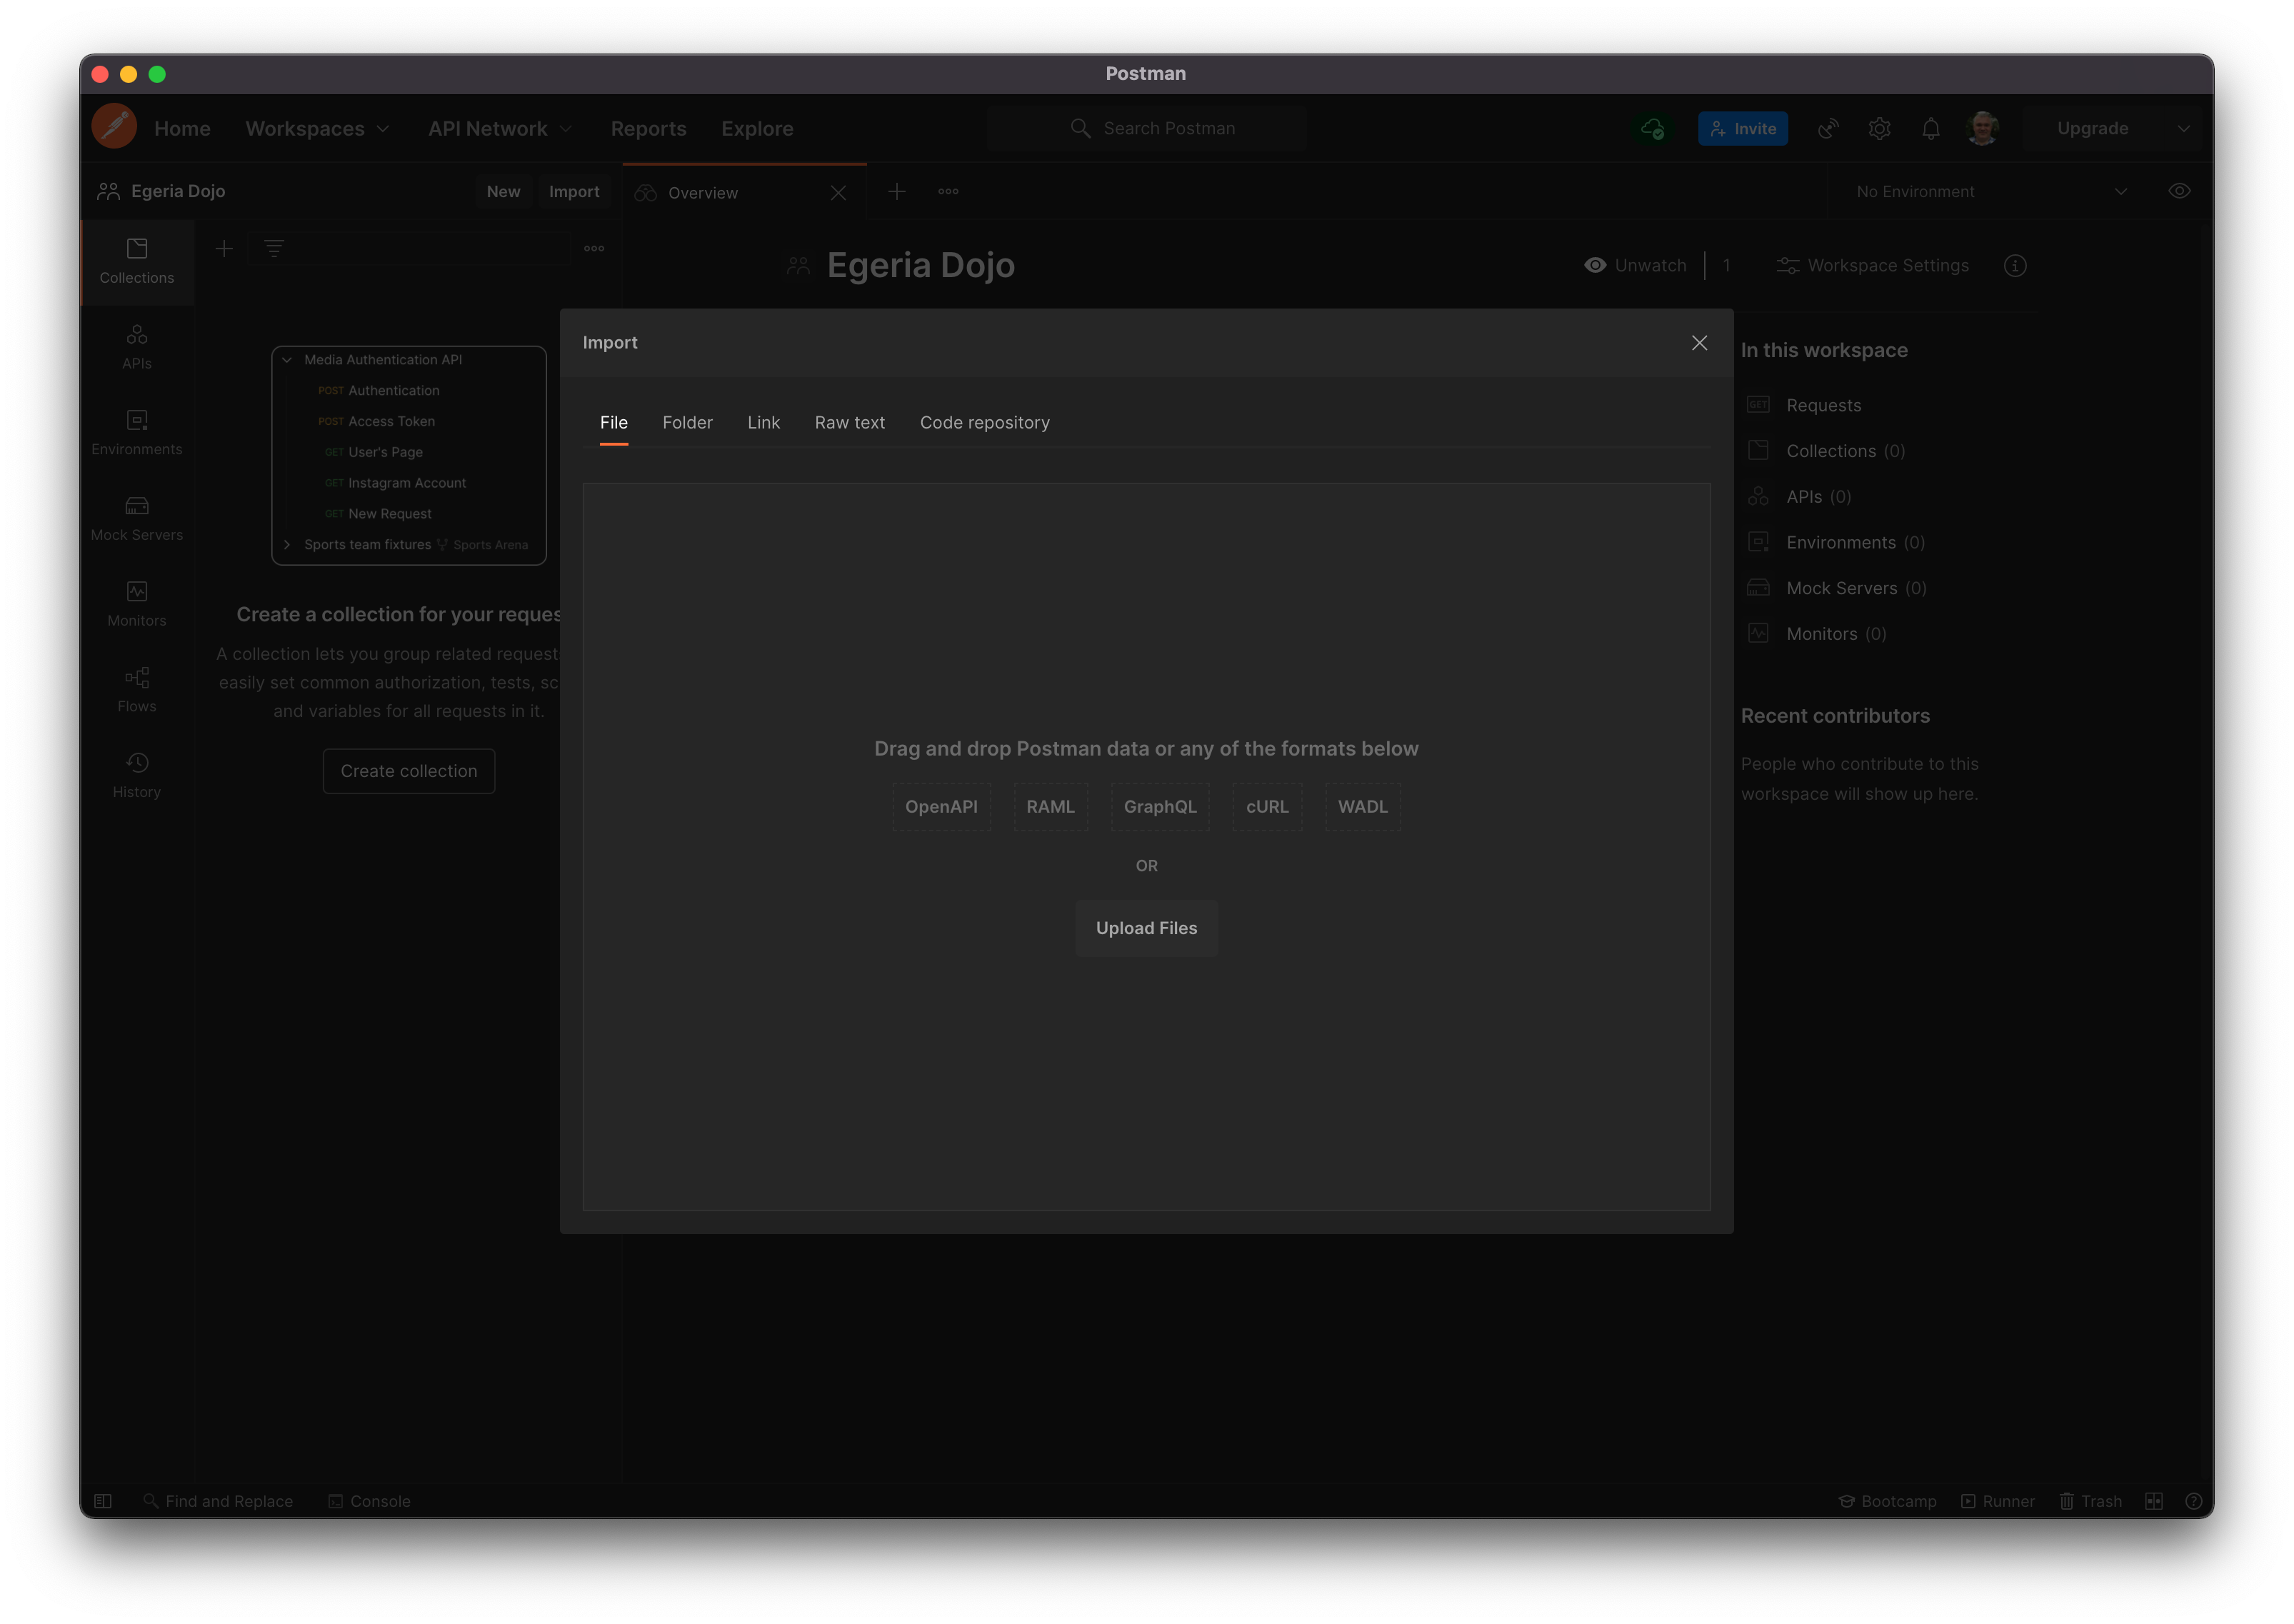 Postman
Home Workspaces API Network Reports Explore Search Postman Invite Upgrade
Egeria Dojo New Import Overview No Environment
Collections
APIs
Environments
Mock Servers
Monitors
Flows
History
Media Authentication API
POST Authentication
POST Access Token
GET User's Page
GET Instagram Account
GET New Request
Sports team fixtures Sports Arena
Create a collection for your reques
A collection lets you group related request
easily set common authorization, tests, sc
and variables for all requests in it.
Create collection
Egeria Dojo Unwatch 1 Workspace Settings
Import
File Folder Link Raw text Code repository
Drag and drop Postman data or any of the formats below
OpenAPI RAML GraphQL cURL WADL
OR
Upload Files
In this workspace
GET Requests
Collections (0)
APIs (0)
Environments (0)
Mock Servers (0)
Monitors (0)
Recent contributors
People who contribute to this
workspace will show up here.
Find and Replace Console Bootcamp Runner Trash